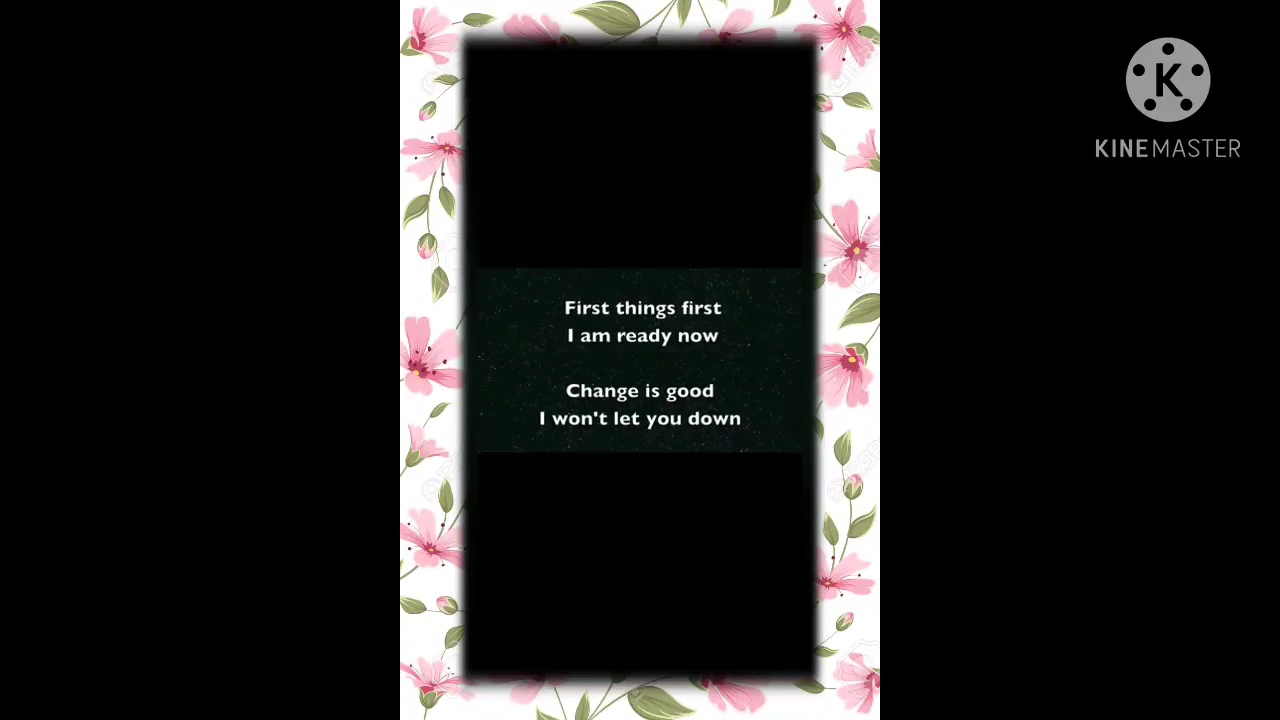 K
KINEMASTER
First things first
I am ready now
Change is good
I won't let you down